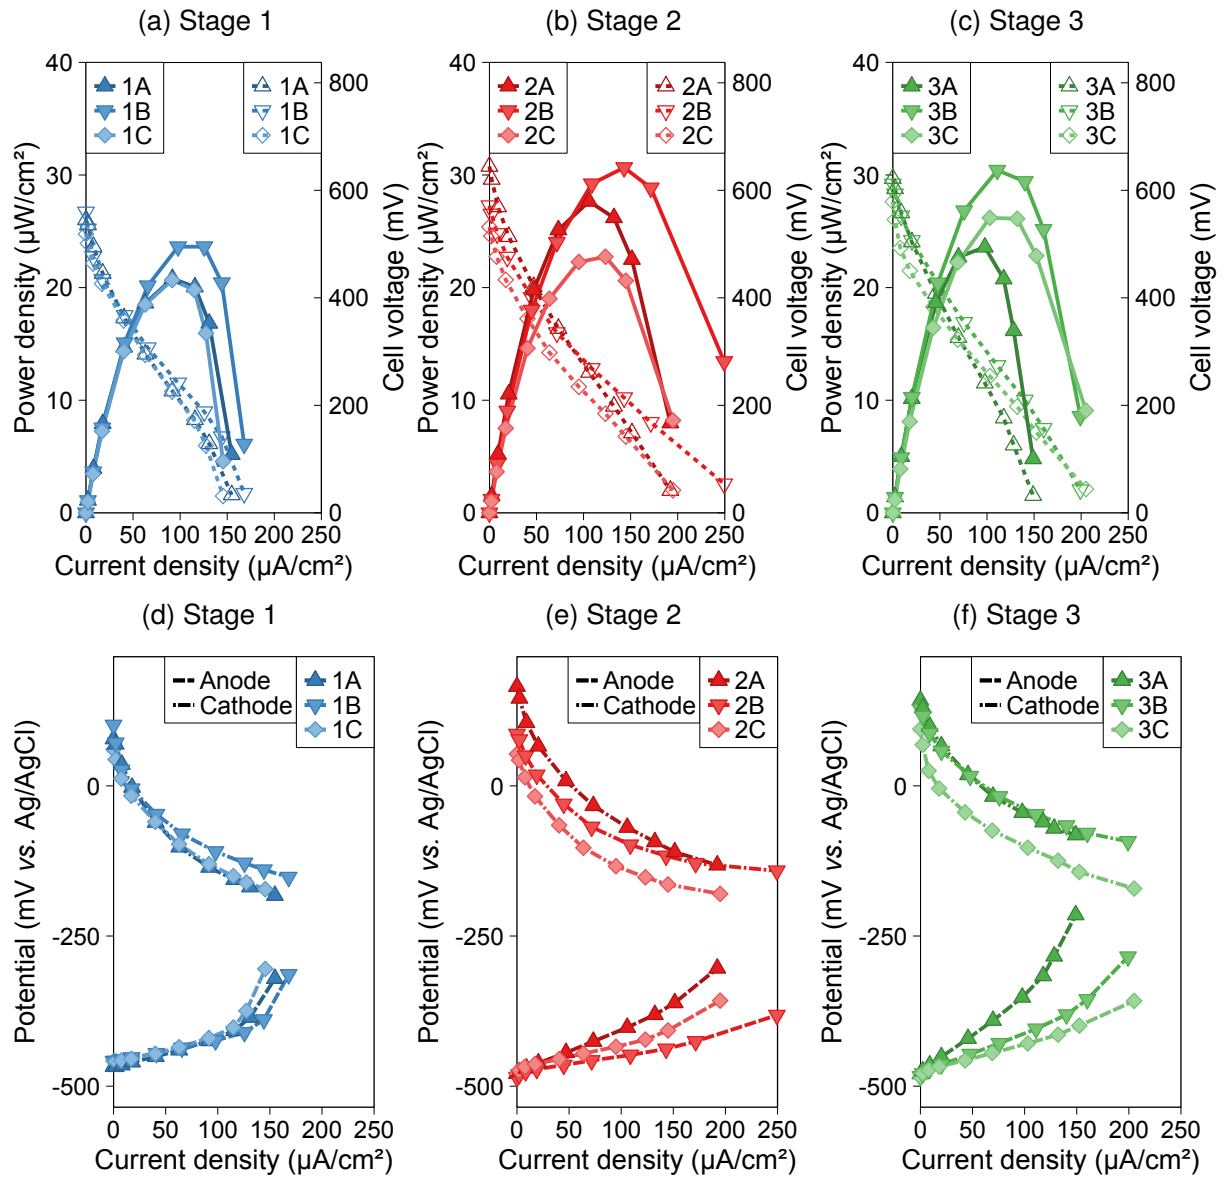 (a) Stage 1
(b) Stage 2
(c) Stage 3
Power density (µW/cm²)
40
30
20
10
0
1A
1B
1C
1A
1B
1C
800
600
400
200
0
Cell voltage (mV)
0 50 100 150 200 250
Current density (µA/cm²)
Power density (µW/cm²)
40
30
20
10
0
2A
2B
2C
2A
2B
2C
800
600
400
200
0
Cell voltage (mV)
0 50 100 150 200 250
Current density (µA/cm²)
Power density (µW/cm²)
40
30
20
10
0
3A
3B
3C
3A
3B
3C
800
600
400
200
0
Cell voltage (mV)
0 50 100 150 200 250
Current density (µA/cm²)
(d) Stage 1
(e) Stage 2
(f) Stage 3
Potential (mV vs. Ag/AgCl)
0
-250
-500
Anode
Cathode
1A
1B
1C
0 50 100 150 200 250
Current density (µA/cm²)
Potential (mV vs. Ag/AgCl)
0
-250
-500
Anode
Cathode
2A
2B
2C
0 50 100 150 200 250
Current density (µA/cm²)
Potential (mV vs. Ag/AgCl)
0
-250
-500
Anode
Cathode
3A
3B
3C
0 50 100 150 200 250
Current density (µA/cm²)